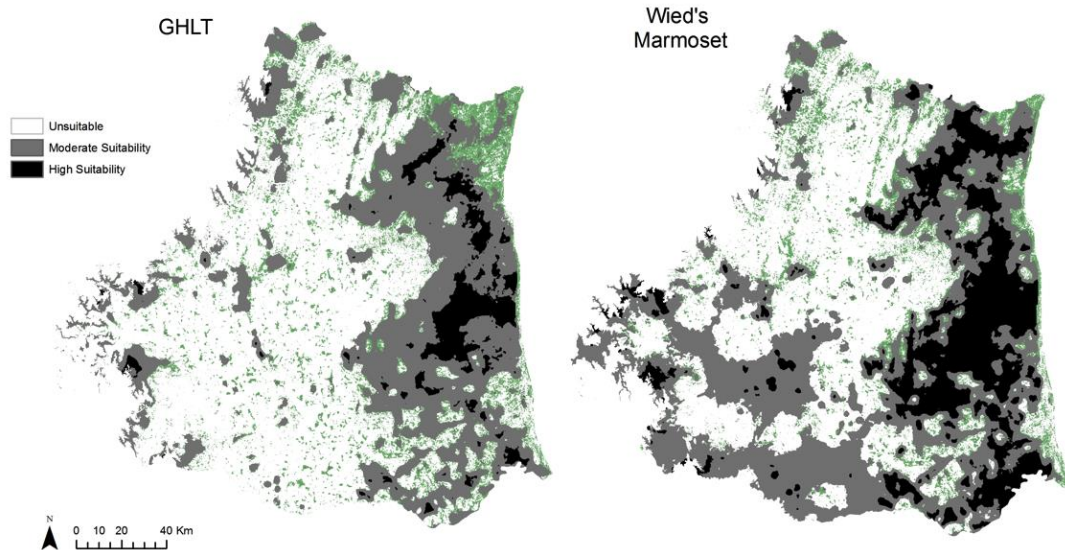 GHLT
Wied's
Marmoset
Unsuitable
Moderate Suitability
High Suitability
N
0 10 20 40 Km